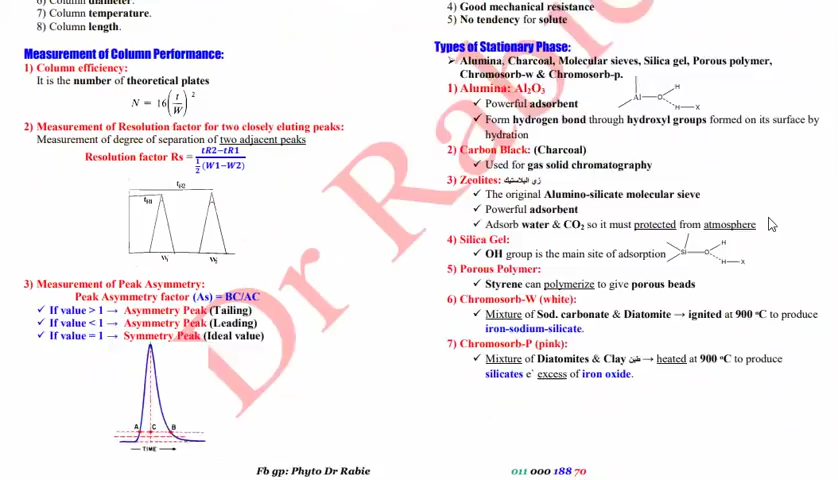 6) Column diameter.
7) Column temperature.
8) Column length.
Measurement of Column Performance:
1) Column efficiency:
It is the number of theoretical plates
N = 16(t/W)²
2) Measurement of Resolution factor for two closely eluting peaks:
Measurement of degree of separation of two adjacent peaks
Resolution factor Rs = tR2−tR1 / ½ (W1−W2)
tR2
tR1
W₁ W₂
3) Measurement of Peak Asymmetry:
Peak Asymmetry factor (As) = BC/AC
✓ If value > 1 → Asymmetry Peak (Tailing)
✓ If value < 1 → Asymmetry Peak (Leading)
✓ If value = 1 → Symmetry Peak (Ideal value)
A C B
TIME
4) Good mechanical resistance
5) No tendency for solute
Types of Stationary Phase:
➢ Alumina, Charcoal, Molecular sieves, Silica gel, Porous polymer,
Chromosorb-w & Chromosorb-p.
1) Alumina: Al₂O₃
Al O H H X
✓ Powerful adsorbent
✓ Form hydrogen bond through hydroxyl groups formed on its surface by
hydration
2) Carbon Black: (Charcoal)
✓ Used for gas solid chromatography
3) Zeolites: زي البلاستيك
✓ The original Alumino-silicate molecular sieve
✓ Powerful adsorbent
✓ Adsorb water & CO₂ so it must protected from atmosphere
4) Silica Gel:
✓ OH group is the main site of adsorption
Si O H H X
5) Porous Polymer:
✓ Styrene can polymerize to give porous beads
6) Chromosorb-W (white):
✓ Mixture of Sod. carbonate & Diatomite → ignited at 900 ºC to produce
iron-sodium-silicate.
7) Chromosorb-P (pink):
✓ Mixture of Diatomites & Clay طين → heated at 900 ºC to produce
silicates e` excess of iron oxide.
Dr Rabie
Fb gp: Phyto Dr Rabie
011 000 188 70